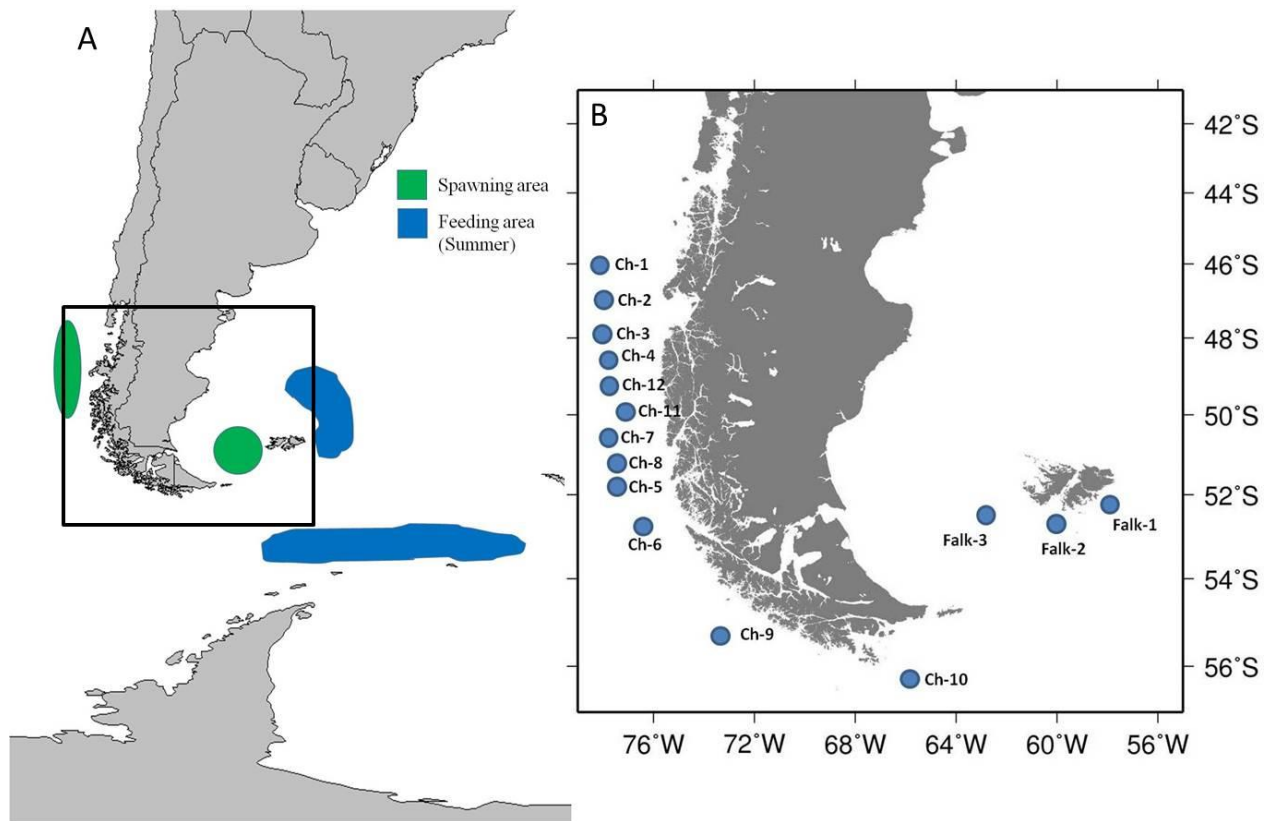 A
Spawning area
Feeding area
(Summer)
B
Ch-1
Ch-2
Ch-3
Ch-4
Ch-12
Ch-11
Ch-7
Ch-8
Ch-5
Ch-6
Ch-9
Ch-10
Falk-3
Falk-2
Falk-1
42°S
44°S
46°S
48°S
50°S
52°S
54°S
56°S
76°W 72°W 68°W 64°W 60°W 56°W